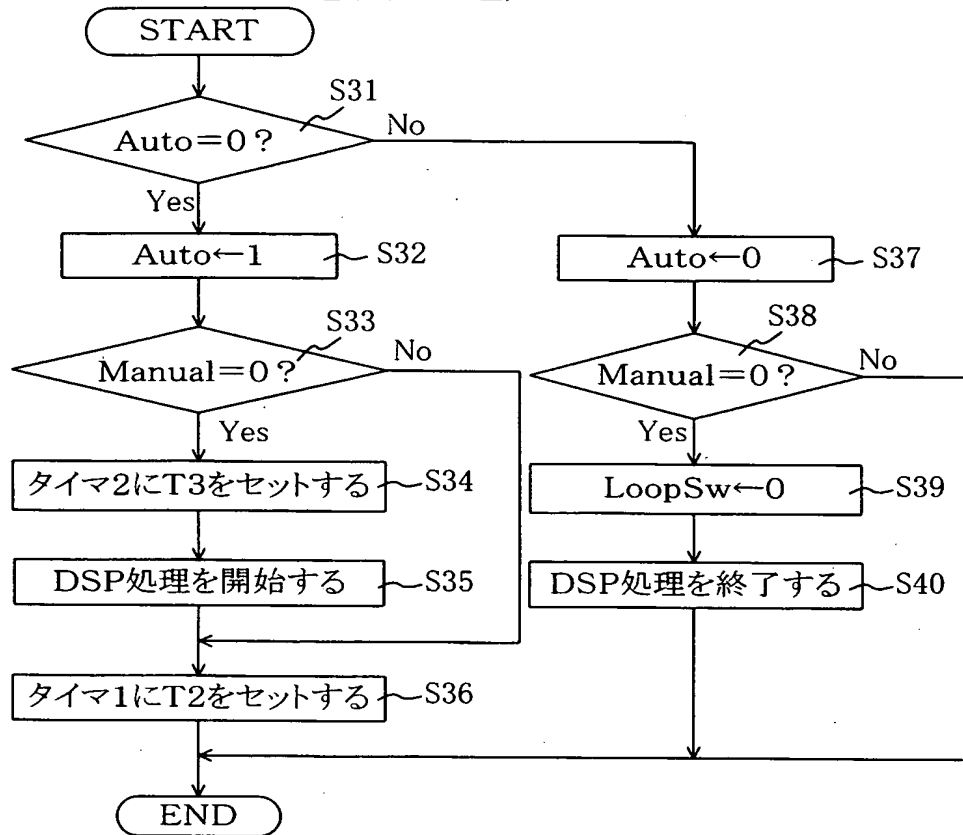 START
S31
Auto=0?
No
Yes
Auto←1
S32
S33
Manual=0?
No
Yes
タイマ2にT3をセットする
S34
DSP処理を開始する
S35
タイマ1にT2をセットする
S36
Auto←0
S37
S38
Manual=0?
No
Yes
LoopSw←0
S39
DSP処理を終了する
S40
END